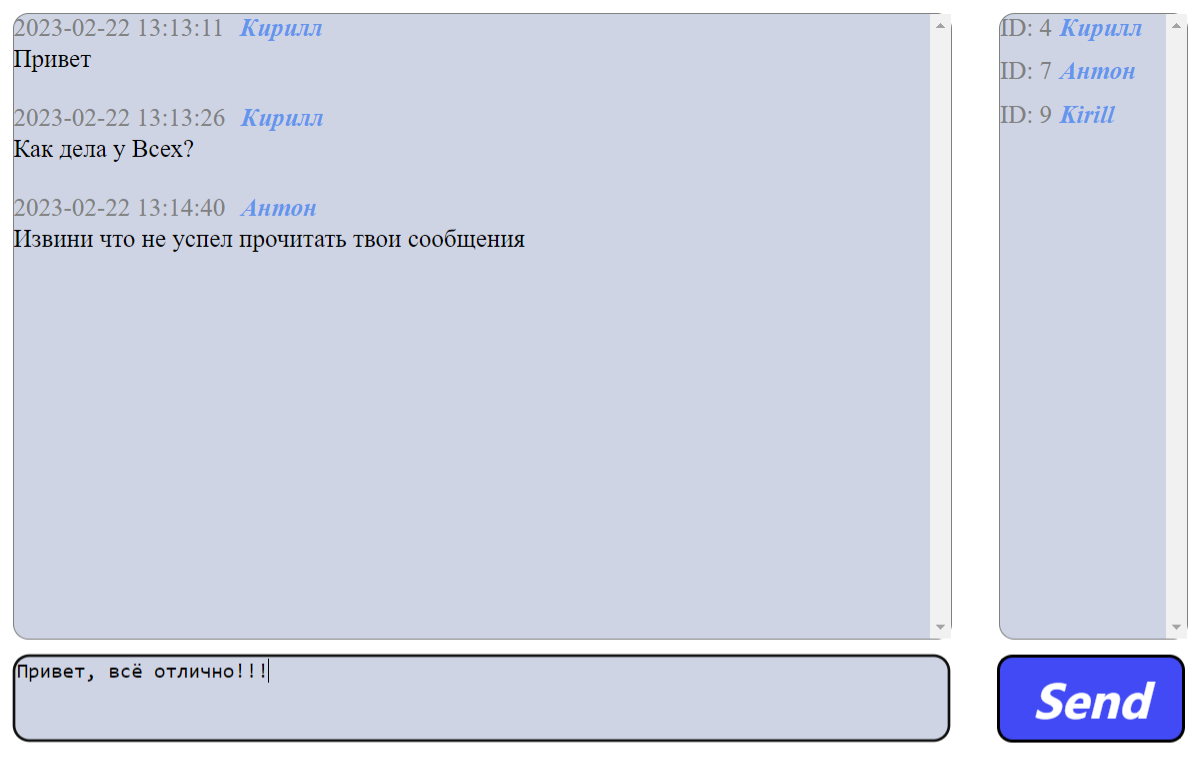 2023-02-22 13:13:11 Кирилл
Привет
2023-02-22 13:13:26 Кирилл
Как дела у Всех?
2023-02-22 13:14:40 Антон
Извини что не успел прочитать твои сообщения
ID: 4 Кирилл
ID: 7 Антон
ID: 9 Kirill
Привет, всё отлично!!!
Send